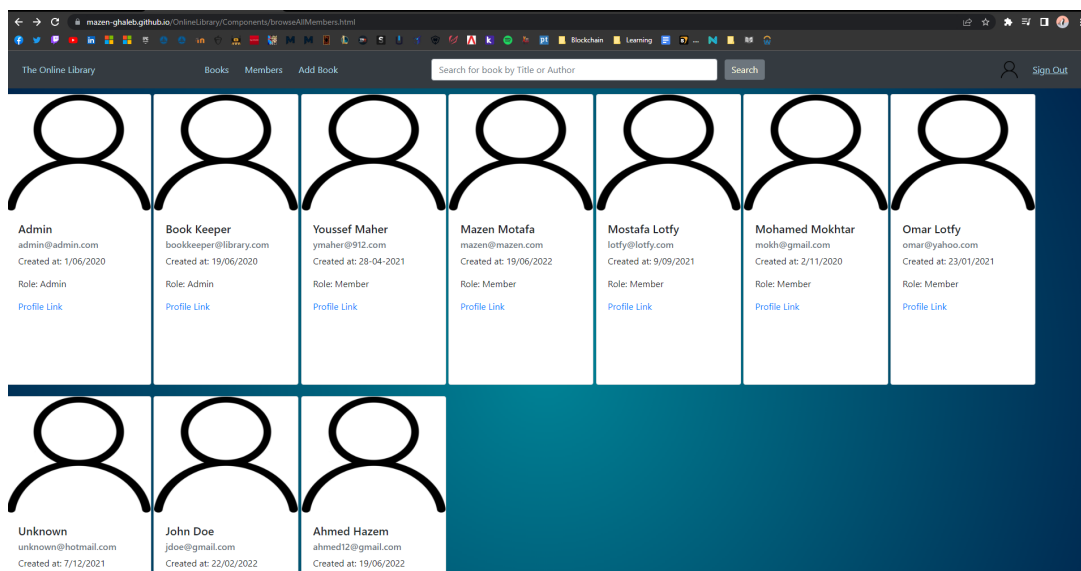 mazen-ghaleb.github.io/OnlineLibrary/Components/browseAllMembers.html
Blockchain Learning
The Online Library Books Members Add Book Search for book by Title or Author Search Sign Out
Admin
admin@admin.com
Created at: 1/06/2020
Role: Admin
Profile Link
Book Keeper
bookkeeper@library.com
Created at: 19/06/2020
Role: Admin
Profile Link
Youssef Maher
ymaher@912.com
Created at: 28-04-2021
Role: Member
Profile Link
Mazen Motafa
mazen@mazen.com
Created at: 19/06/2022
Role: Member
Profile Link
Mostafa Lotfy
lotfy@lotfy.com
Created at: 9/09/2021
Role: Member
Profile Link
Mohamed Mokhtar
mokh@gmail.com
Created at: 2/11/2020
Role: Member
Profile Link
Omar Lotfy
omar@yahoo.com
Created at: 23/01/2021
Role: Member
Profile Link
Unknown
unknown@hotmail.com
Created at: 7/12/2021
John Doe
jdoe@gmail.com
Created at: 22/02/2022
Ahmed Hazem
ahmed12@gmail.com
Created at: 19/06/2022